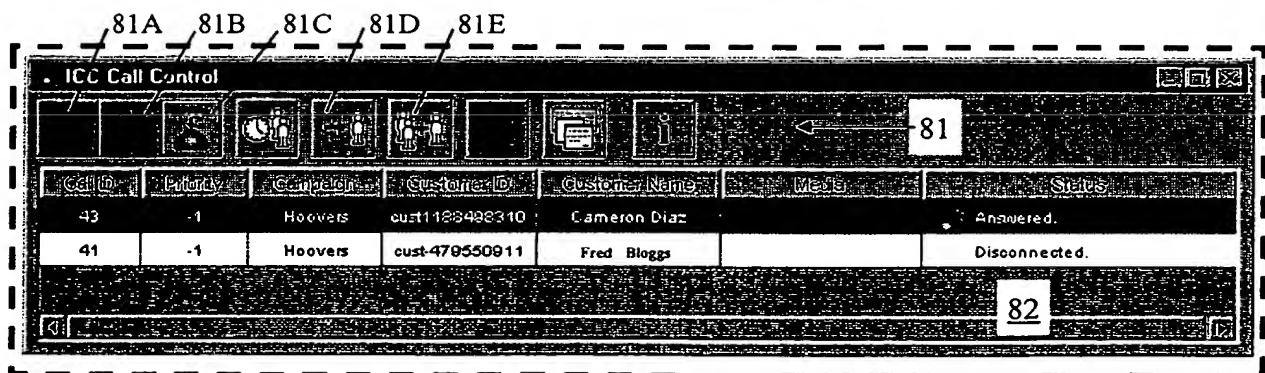 81A 81B 81C 81D 81E
ICC Call Control
81
Call ID Priority Campaign Customer ID Customer Name Media Status
43 -1 Hoovers cust1188498310 Cameron Diaz Answered.
41 -1 Hoovers cust-479550911 Fred Bloggs Disconnected.
82